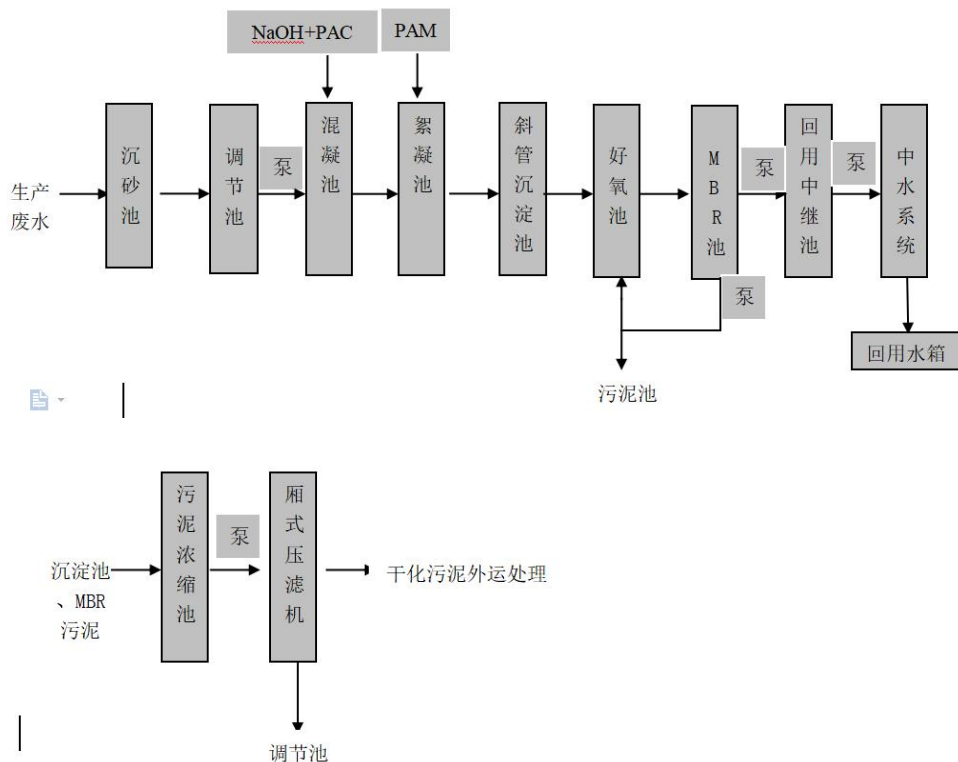 NaOH+PAC
PAM
生产
废水
沉砂池
调节池
泵
混凝池
絮凝池
斜管沉淀池
好氧池
MBR池
泵
回用中继池
泵
中水系统
泵
回用水箱
污泥池
沉淀池
、MBR
污泥
污泥浓缩池
泵
厢式压滤机
干化污泥外运处理
调节池